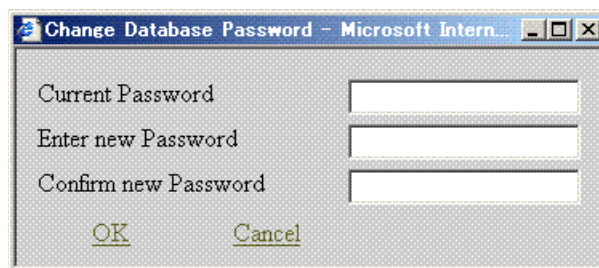 Change Database Password - Microsoft Intern...
Current Password
Enter new Password
Confirm new Password
OK Cancel